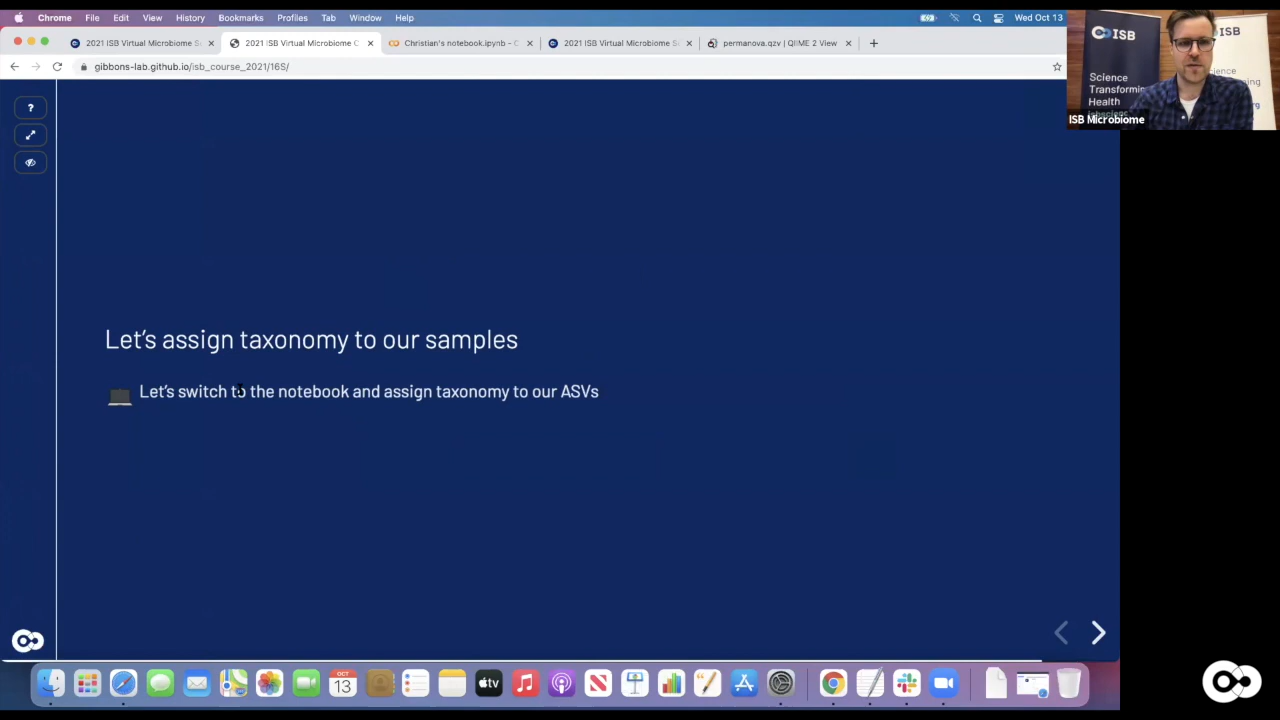 Chrome File Edit View History Bookmarks Profiles Tab Window Help
Wed Oct 13
2021 ISB Virtual Microbiome S
2021 ISB Virtual Microbiome C
Christian's notebook.ipynb - C
2021 ISB Virtual Microbiome S
permanova.qzv | QIIME 2 View
gibbons-lab.github.io/isb_course_2021/16S/
ISB
Science
Transforming
Health
ISB
ISB Microbiome
?
Let's assign taxonomy to our samples
Let's switch to the notebook and assign taxonomy to our ASVs
OCT
13
tv